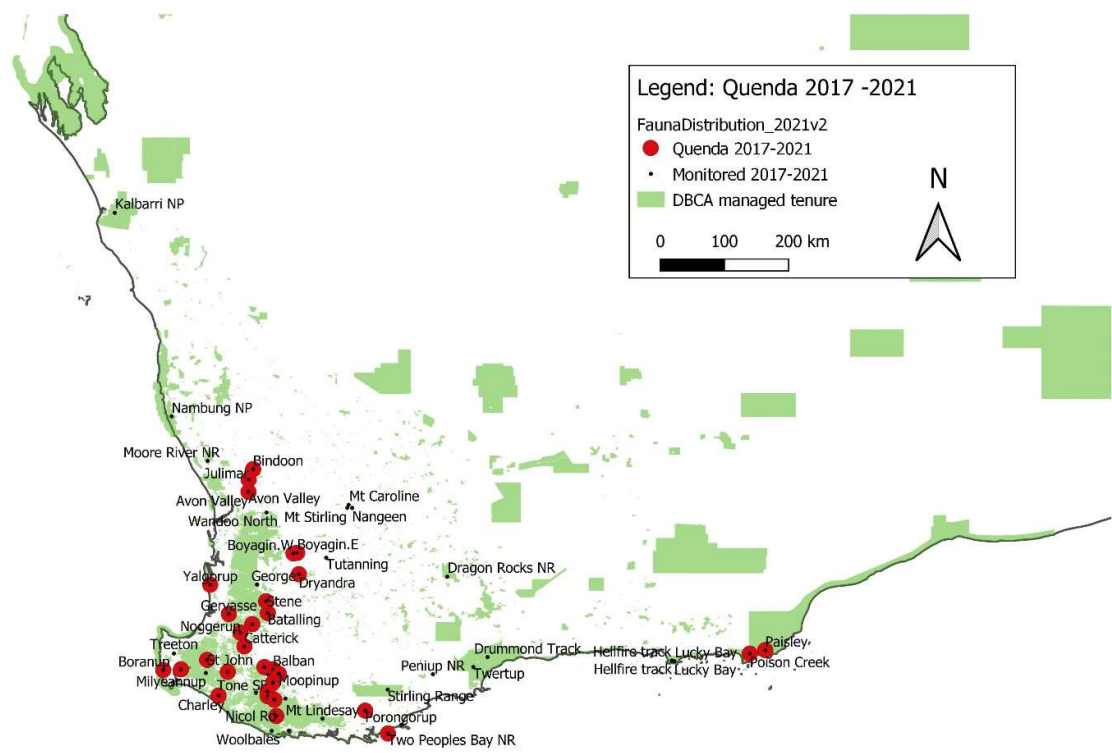 Legend: Quenda 2017 -2021
FaunaDistribution_2021v2
Quenda 2017-2021
Monitored 2017-2021
DBCA managed tenure
N
0 100 200 km
Kalbarri NP
Nambung NP
Moore River NR
Bindoon
Julimar
Avon Valley Avon Valley
Mt Caroline
Wandoo North Mt Stirling Nangeen
Boyagin.W Boyagin.E
Tutanning
Yalgorup George Dryandra
Dragon Rocks NR
Stene
Gervasse
Batalling
Noggerup
Catterick
Treeton
Boranup St John Balban
Milyeannup
Tone SF Moopinup
Charley
Nicol Rd Mt Lindesay
Woolbales
Porongorup
Two Peoples Bay NR
Stirling Range
Peniup NR
Drummond Track
Twertup
Hellfire track Lucky Bay
Hellfire track Lucky Bay
Paisley
Poison Creek